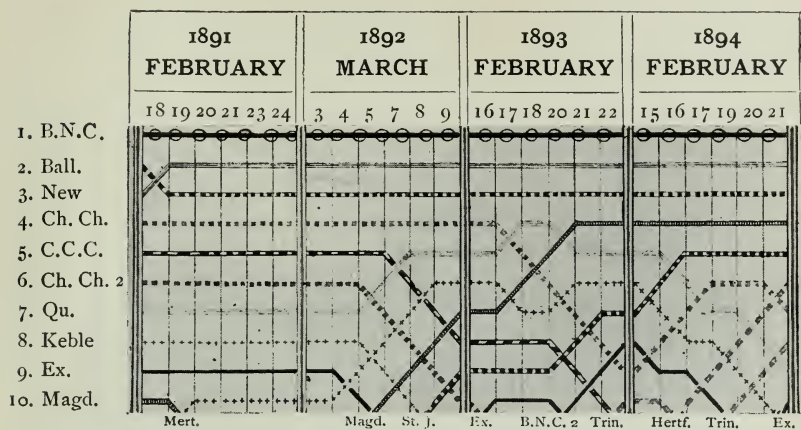 1891 1892 1893 1894
FEBRUARY MARCH FEBRUARY FEBRUARY
18 19 20 21 23 24 3 4 5 7 8 9 16 17 18 20 21 22 15 16 17 19 20 21
1. B.N.C.
2. Ball.
3. New
4. Ch. Ch.
5. C.C.C.
6. Ch. Ch. 2
7. Qu.
8. Keble
9. Ex.
10. Magd.
Mert. Magd. St. J. Ex. B.N.C. 2 Trin. Hertf. Trin. Ex.